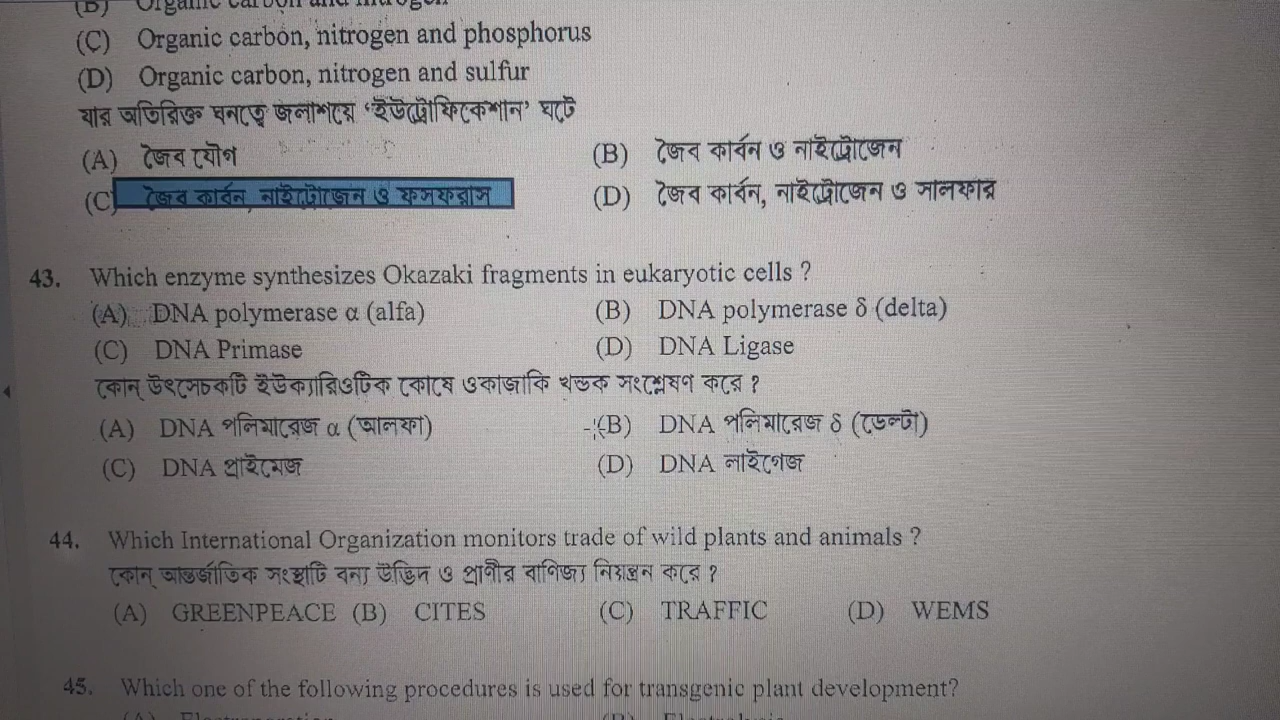 (B) Organic carbon and nitrogen
(C) Organic carbon, nitrogen and phosphorus
(D) Organic carbon, nitrogen and sulfur
যার অতিরিক্ত ঘনত্বে জলাশয়ে ‘ইউট্রোফিকেশান’ ঘটে
(A) জৈব যৌগ (B) জৈব কার্বন ও নাইট্রোজেন
(C) জৈব কার্বন, নাইট্রোজেন ও ফসফরাস (D) জৈব কার্বন, নাইট্রোজেন ও সালফার
43. Which enzyme synthesizes Okazaki fragments in eukaryotic cells ?
(A) DNA polymerase α (alfa) (B) DNA polymerase δ (delta)
(C) DNA Primase (D) DNA Ligase
কোন্ উৎসেচকটি ইউক্যারিওটিক কোষে ওকাজাকি খন্ডক সংশ্লেষণ করে ?
(A) DNA পলিমারেজ α (আলফা) (B) DNA পলিমারেজ δ (ডেল্টা)
(C) DNA প্রাইমেজ (D) DNA লাইগেজ
44. Which International Organization monitors trade of wild plants and animals ?
কোন্ আন্তর্জাতিক সংস্থাটি বন্য উদ্ভিদ ও প্রাণীর বাণিজ্য নিয়ন্ত্রন করে ?
(A) GREENPEACE (B) CITES (C) TRAFFIC (D) WEMS
45. Which one of the following procedures is used for transgenic plant development?